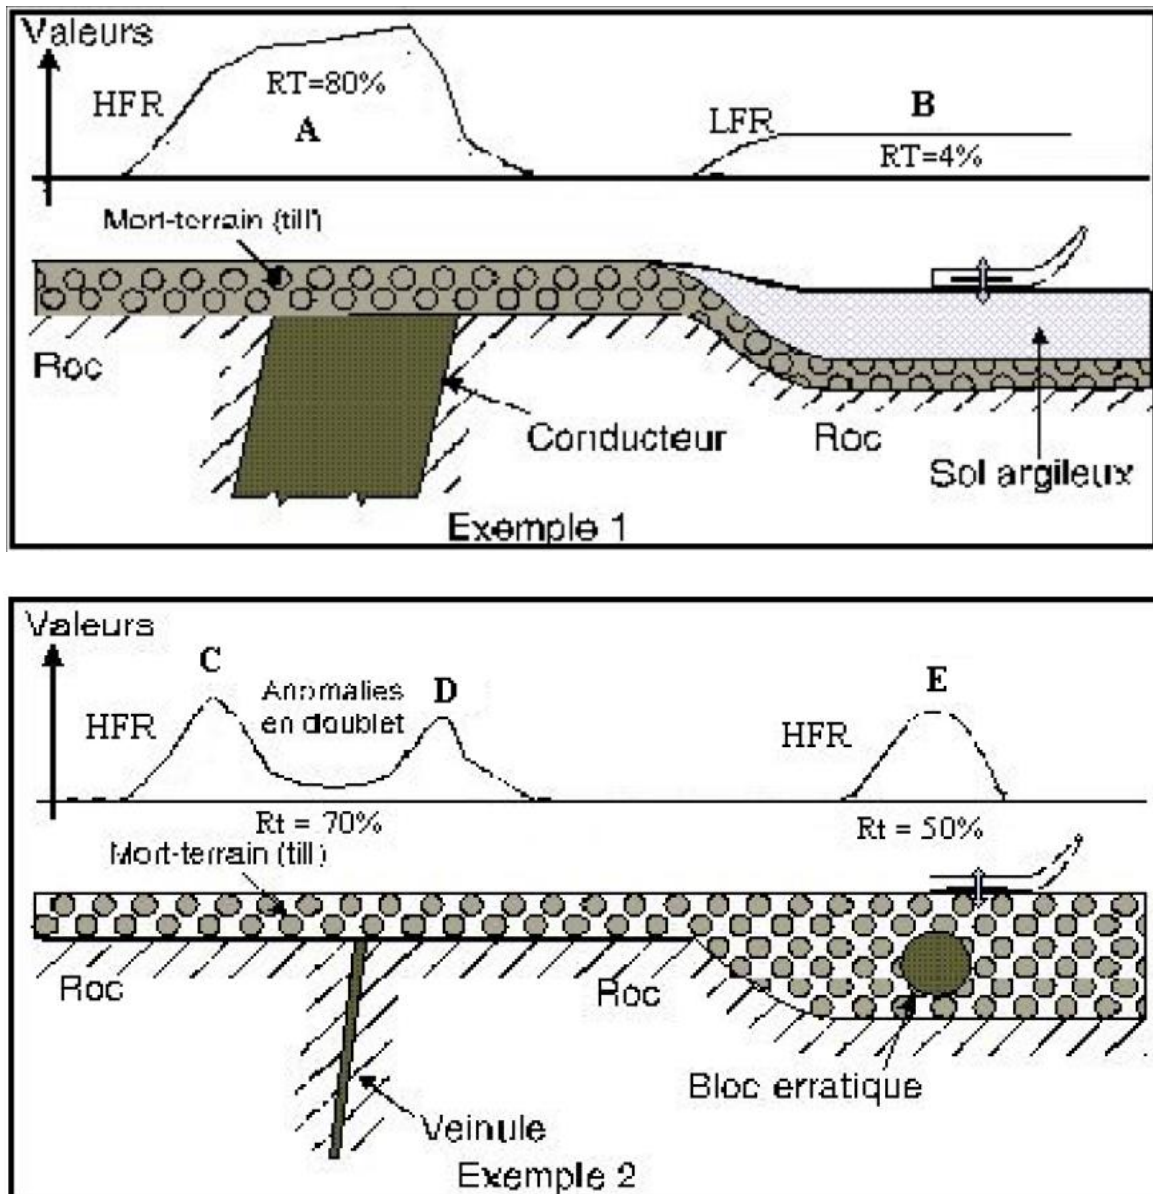 Valeurs
HFR
RT=80%
A
LFR
B
RT=4%
Mort-terrain (till)
Roc
Conducteur
Roc
Sol argileux
Exemple 1
Valeurs
C
Anomalies
en doublet
D
E
HFR
HFR
Rt = 70%
Rt = 50%
Mort-terrain (till)
Roc
Roc
Bloc erratique
Veinule
Exemple 2